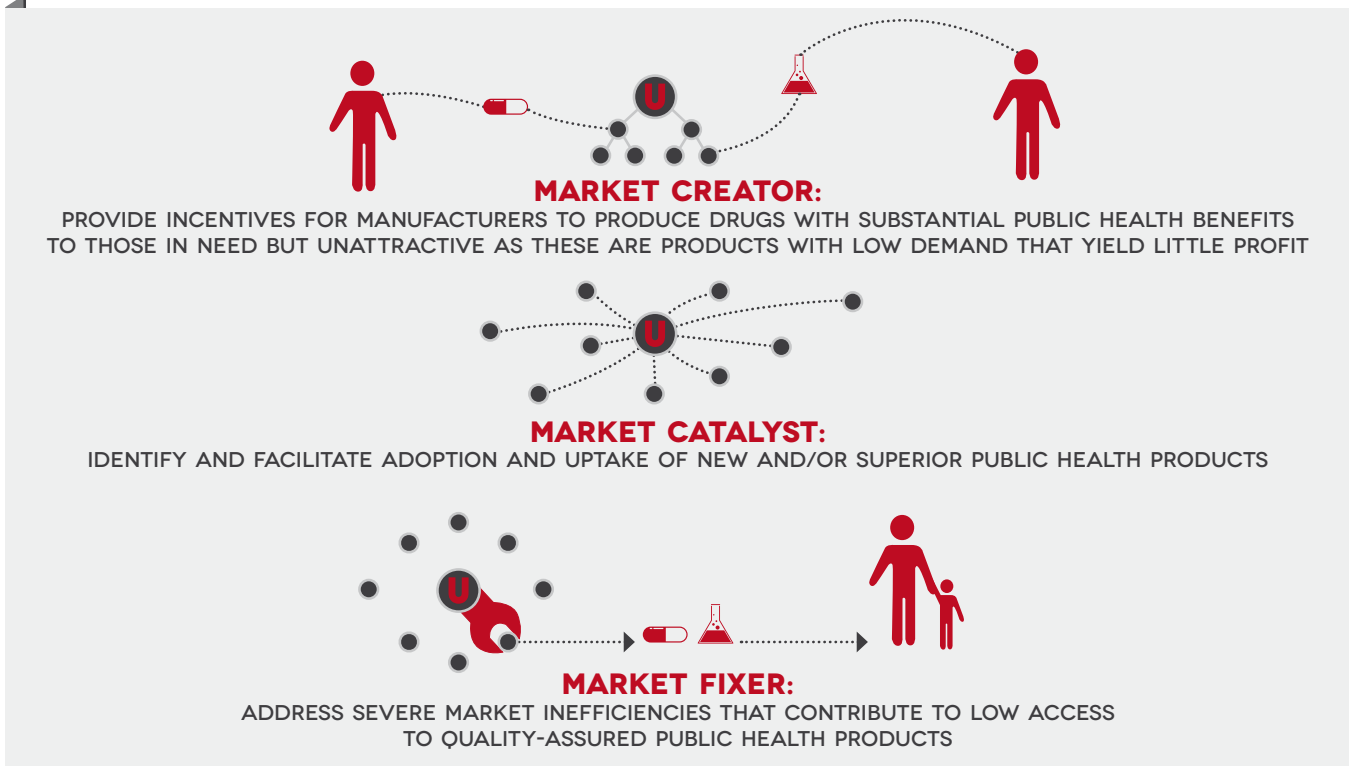 U
MARKET CREATOR:
PROVIDE INCENTIVES FOR MANUFACTURERS TO PRODUCE DRUGS WITH SUBSTANTIAL PUBLIC HEALTH BENEFITS
TO THOSE IN NEED BUT UNATTRACTIVE AS THESE ARE PRODUCTS WITH LOW DEMAND THAT YIELD LITTLE PROFIT
U
MARKET CATALYST:
IDENTIFY AND FACILITATE ADOPTION AND UPTAKE OF NEW AND/OR SUPERIOR PUBLIC HEALTH PRODUCTS
U
MARKET FIXER:
ADDRESS SEVERE MARKET INEFFICIENCIES THAT CONTRIBUTE TO LOW ACCESS
TO QUALITY-ASSURED PUBLIC HEALTH PRODUCTS